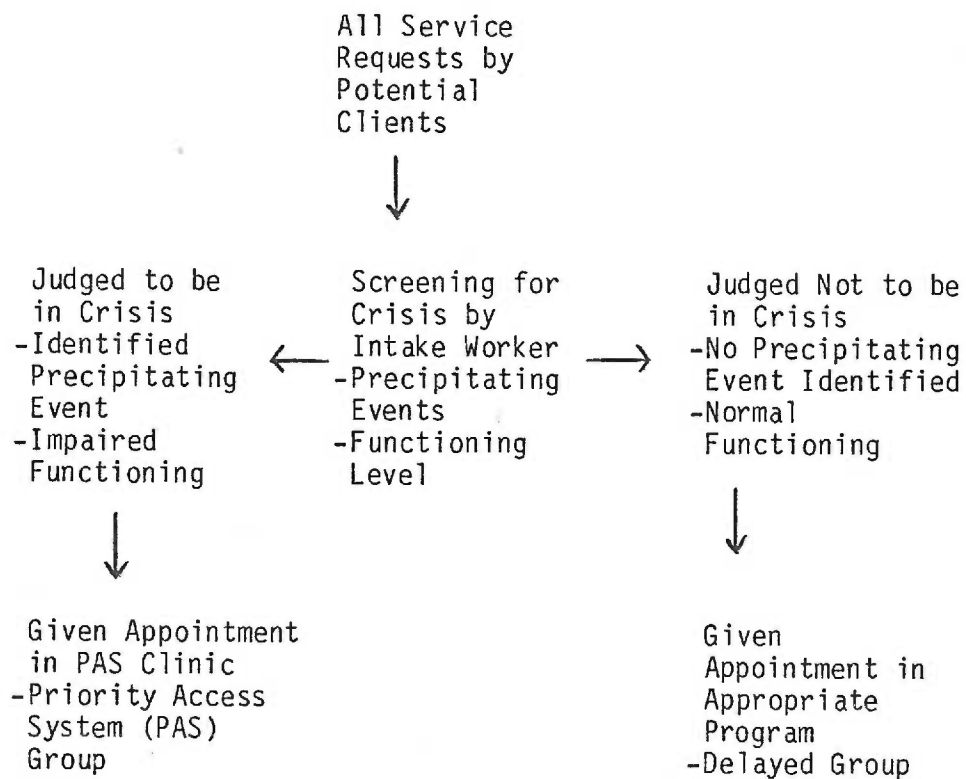 All Service
Requests by
Potential
Clients
Judged to be
in Crisis
-Identified
Precipitating
Event
-Impaired
Functioning
Screening for
Crisis by
Intake Worker
-Precipitating
Events
-Functioning
Level
Judged Not to be
in Crisis
-No Precipitating
Event Identified
-Normal
Functioning
Given Appointment
in PAS Clinic
-Priority Access
System (PAS)
Group
Given
Appointment in
Appropriate
Program
-Delayed Group